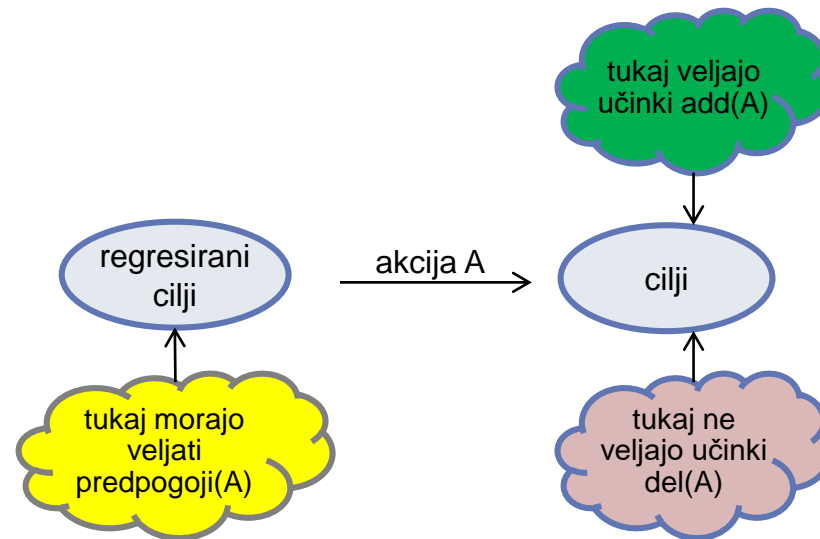 tukaj veljajo
učinki add(A)
regresirani
cilji
akcija A
cilji
tukaj morajo
veljati
predpogoji(A)
tukaj ne
veljajo učinki
del(A)